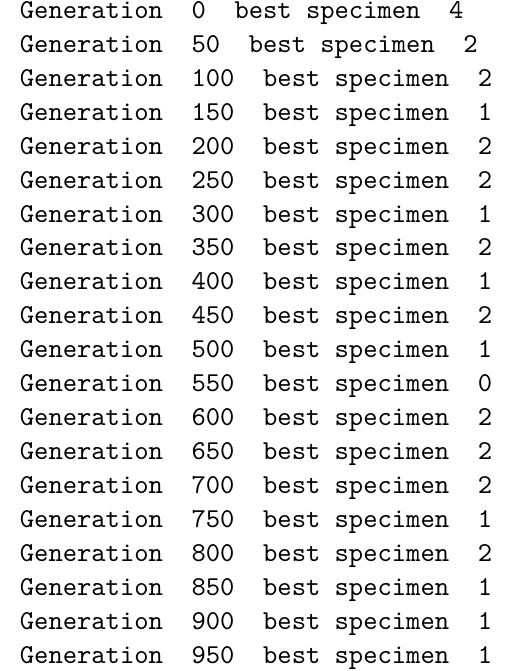 Generation  0  best specimen  4
Generation  50  best specimen  2
Generation  100  best specimen  2
Generation  150  best specimen  1
Generation  200  best specimen  2
Generation  250  best specimen  2
Generation  300  best specimen  1
Generation  350  best specimen  2
Generation  400  best specimen  1
Generation  450  best specimen  2
Generation  500  best specimen  1
Generation  550  best specimen  0
Generation  600  best specimen  2
Generation  650  best specimen  2
Generation  700  best specimen  2
Generation  750  best specimen  1
Generation  800  best specimen  2
Generation  850  best specimen  1
Generation  900  best specimen  1
Generation  950  best specimen  1